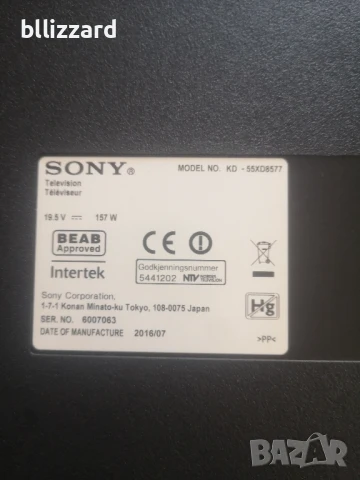 bllizzard
SONY®
MODEL NO. KD - 55XD8577
Television
Téléviseur
19.5 V ⎓ 157 W
BEAB
Approved
Intertek
CE
Godkjenningsnummer
5441202 NTV
Sony Corporation,
1-7-1 Konan Minato-ku Tokyo, 108-0075 Japan
SER. NO. 6007063
DATE OF MANUFACTURE 2016/07
Hg
>PP<
BAZAR